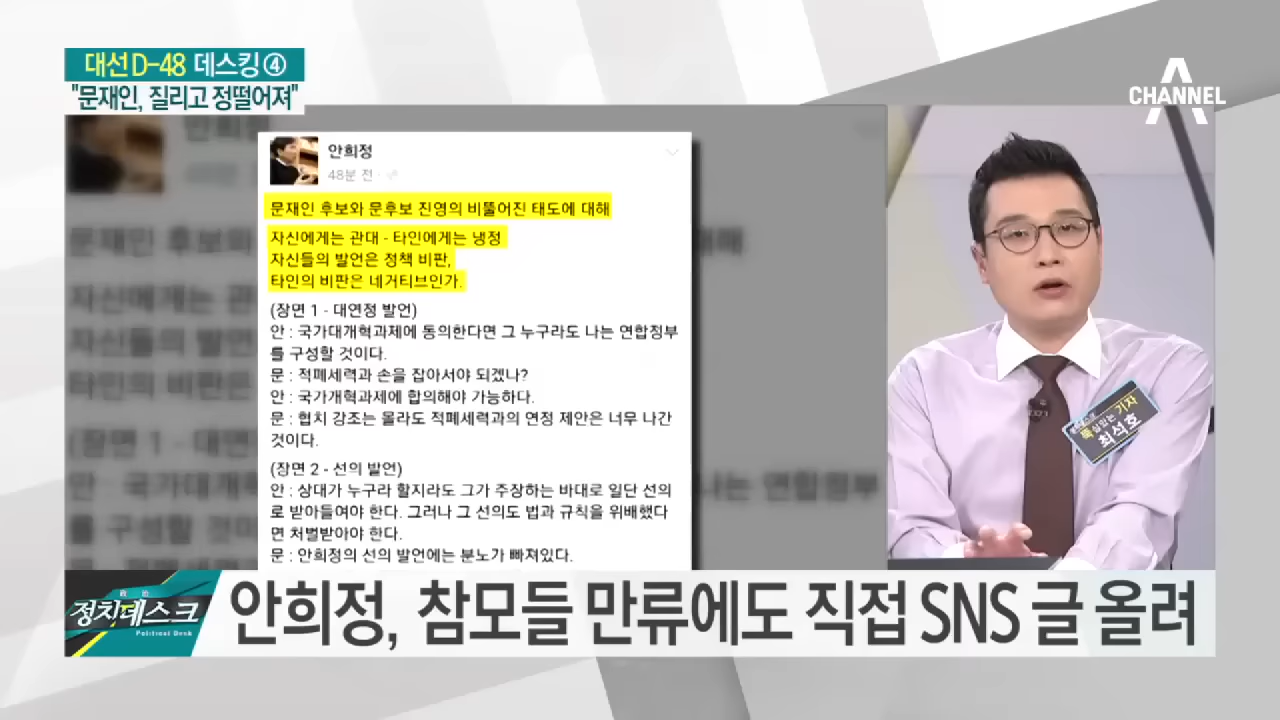 대선 D-48 데스킹④
"문재인, 질리고 정떨어져"
CHANNEL A
안희정
48분 전
문재인 후보와 문후보 진영의 비뚤어진 태도에 대해
자신에게는 관대 - 타인에게는 냉정
자신들의 발언은 정책 비판,
타인의 비판은 네거티브인가.
(장면 1 - 대연정 발언)
안 : 국가대개혁과제에 동의한다면 그 누구라도 나는 연합정부
를 구성할 것이다.
문 : 적폐세력과 손을 잡아서야 되겠나?
안 : 국가개혁과제에 합의해야 가능하다.
문 : 협치 강조는 몰라도 적폐세력과의 연정 제안은 너무 나간
것이다.
(장면 2 - 선의 발언)
안 : 상대가 누구라 할지라도 그가 주장하는 바대로 일단 선의
로 받아들여야 한다. 그러나 그 선의도 법과 규칙을 위배했다
면 처벌받아야 한다.
문 : 안희정의 선의 발언에는 분노가 빠져있다.
기자
최석호
정치데스크
Political Desk
안희정, 참모들 만류에도 직접 SNS 글 올려